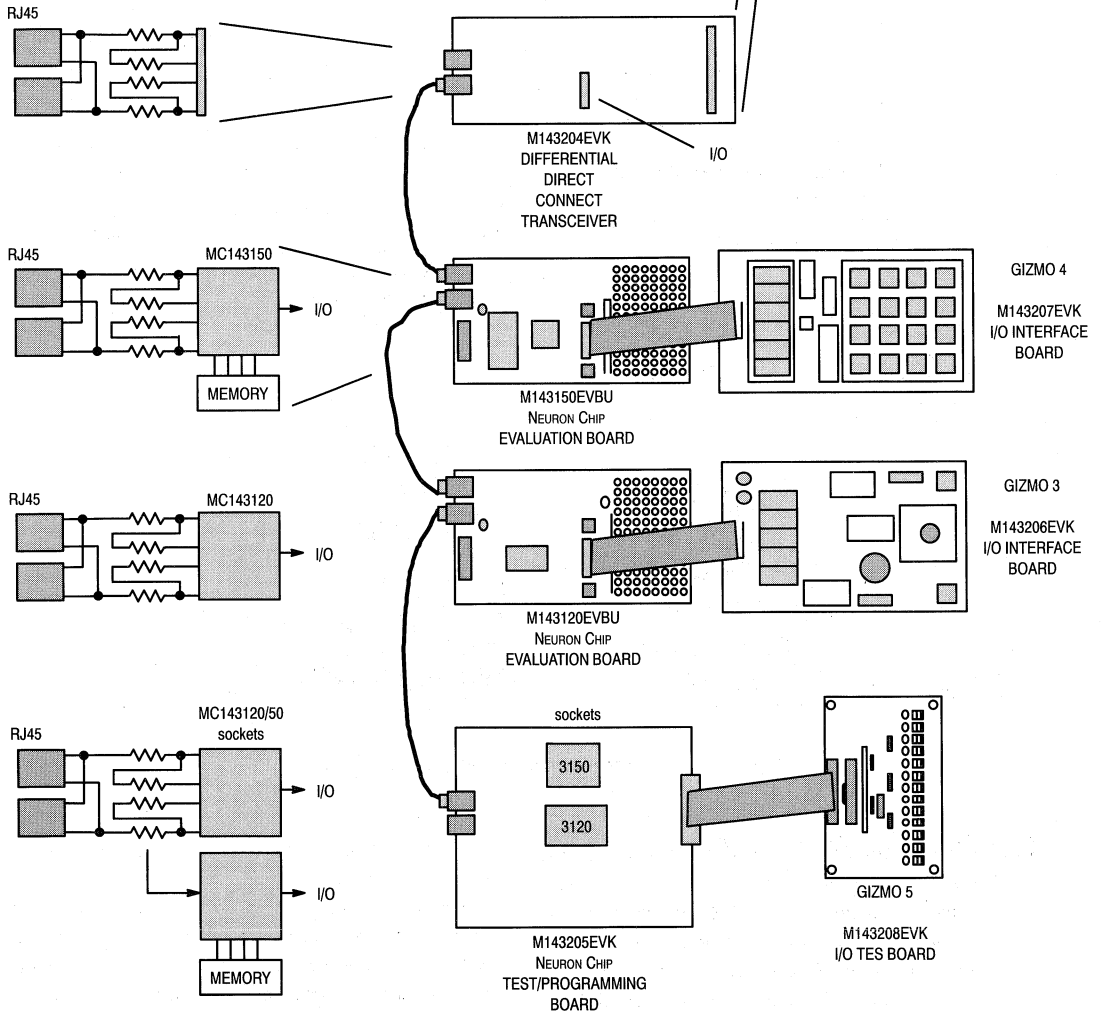 RJ45
M143204EVK
DIFFERENTIAL
DIRECT
CONNECT
TRANSCEIVER
I/O
RJ45
MC143150
I/O
MEMORY
M143150EVBU
NEURON CHIP
EVALUATION BOARD
GIZMO 4
M143207EVK
I/O INTERFACE
BOARD
RJ45
MC143120
I/O
M143120EVBU
NEURON CHIP
EVALUATION BOARD
GIZMO 3
M143206EVK
I/O INTERFACE
BOARD
RJ45
MC143120/50
sockets
I/O
I/O
MEMORY
sockets
3150
3120
M143205EVK
NEURON CHIP
TEST/PROGRAMMING
BOARD
GIZMO 5
M143208EVK
I/O TES BOARD